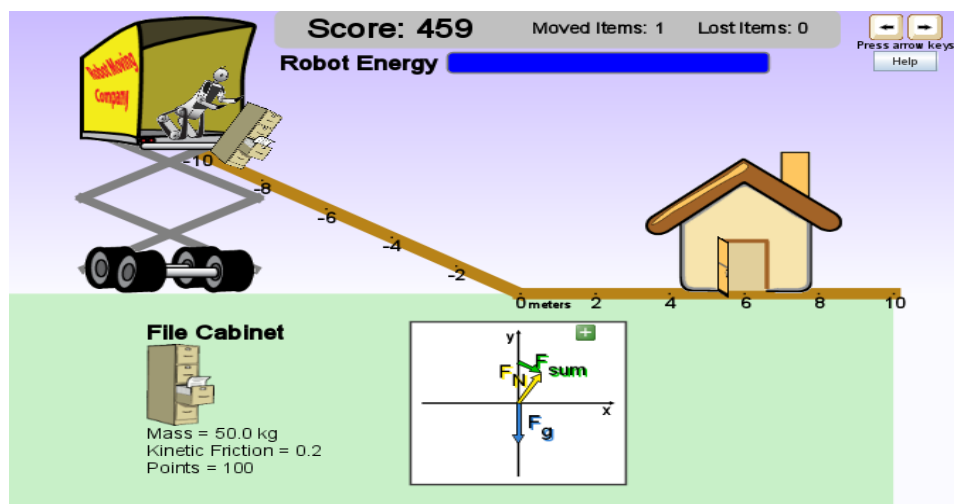 Score: 459
Moved Items: 1
Lost Items: 0
Press arrow keys
Help
Robot Energy
Robot Moving
Company
-10
-8
-6
-4
-2
0 meters 2 4 6 8 10
File Cabinet
Mass = 50.0 kg
Kinetic Friction = 0.2
Points = 100
y
F sum
F N
x
F g